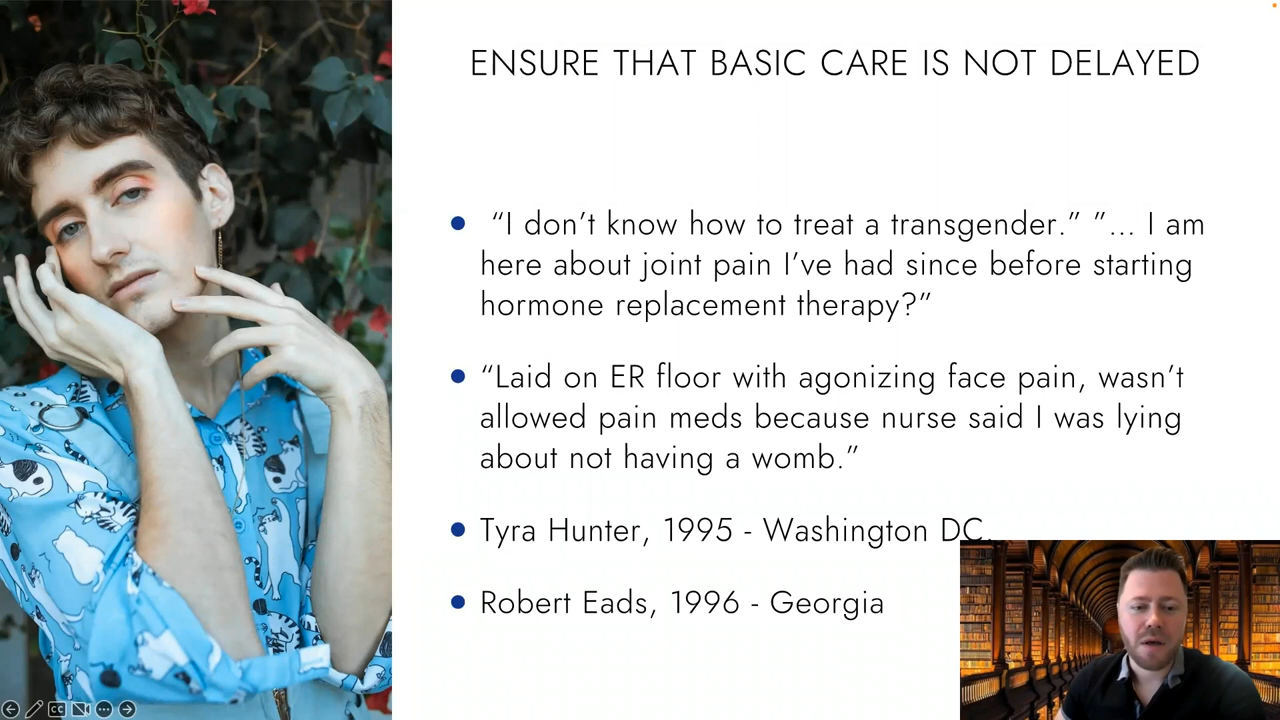 ENSURE THAT BASIC CARE IS NOT DELAYED
“I don’t know how to treat a transgender.” ”... I am
here about joint pain I’ve had since before starting
hormone replacement therapy?”
“Laid on ER floor with agonizing face pain, wasn’t
allowed pain meds because nurse said I was lying
about not having a womb.”
Tyra Hunter, 1995 - Washington DC.
Robert Eads, 1996 - Georgia
CC